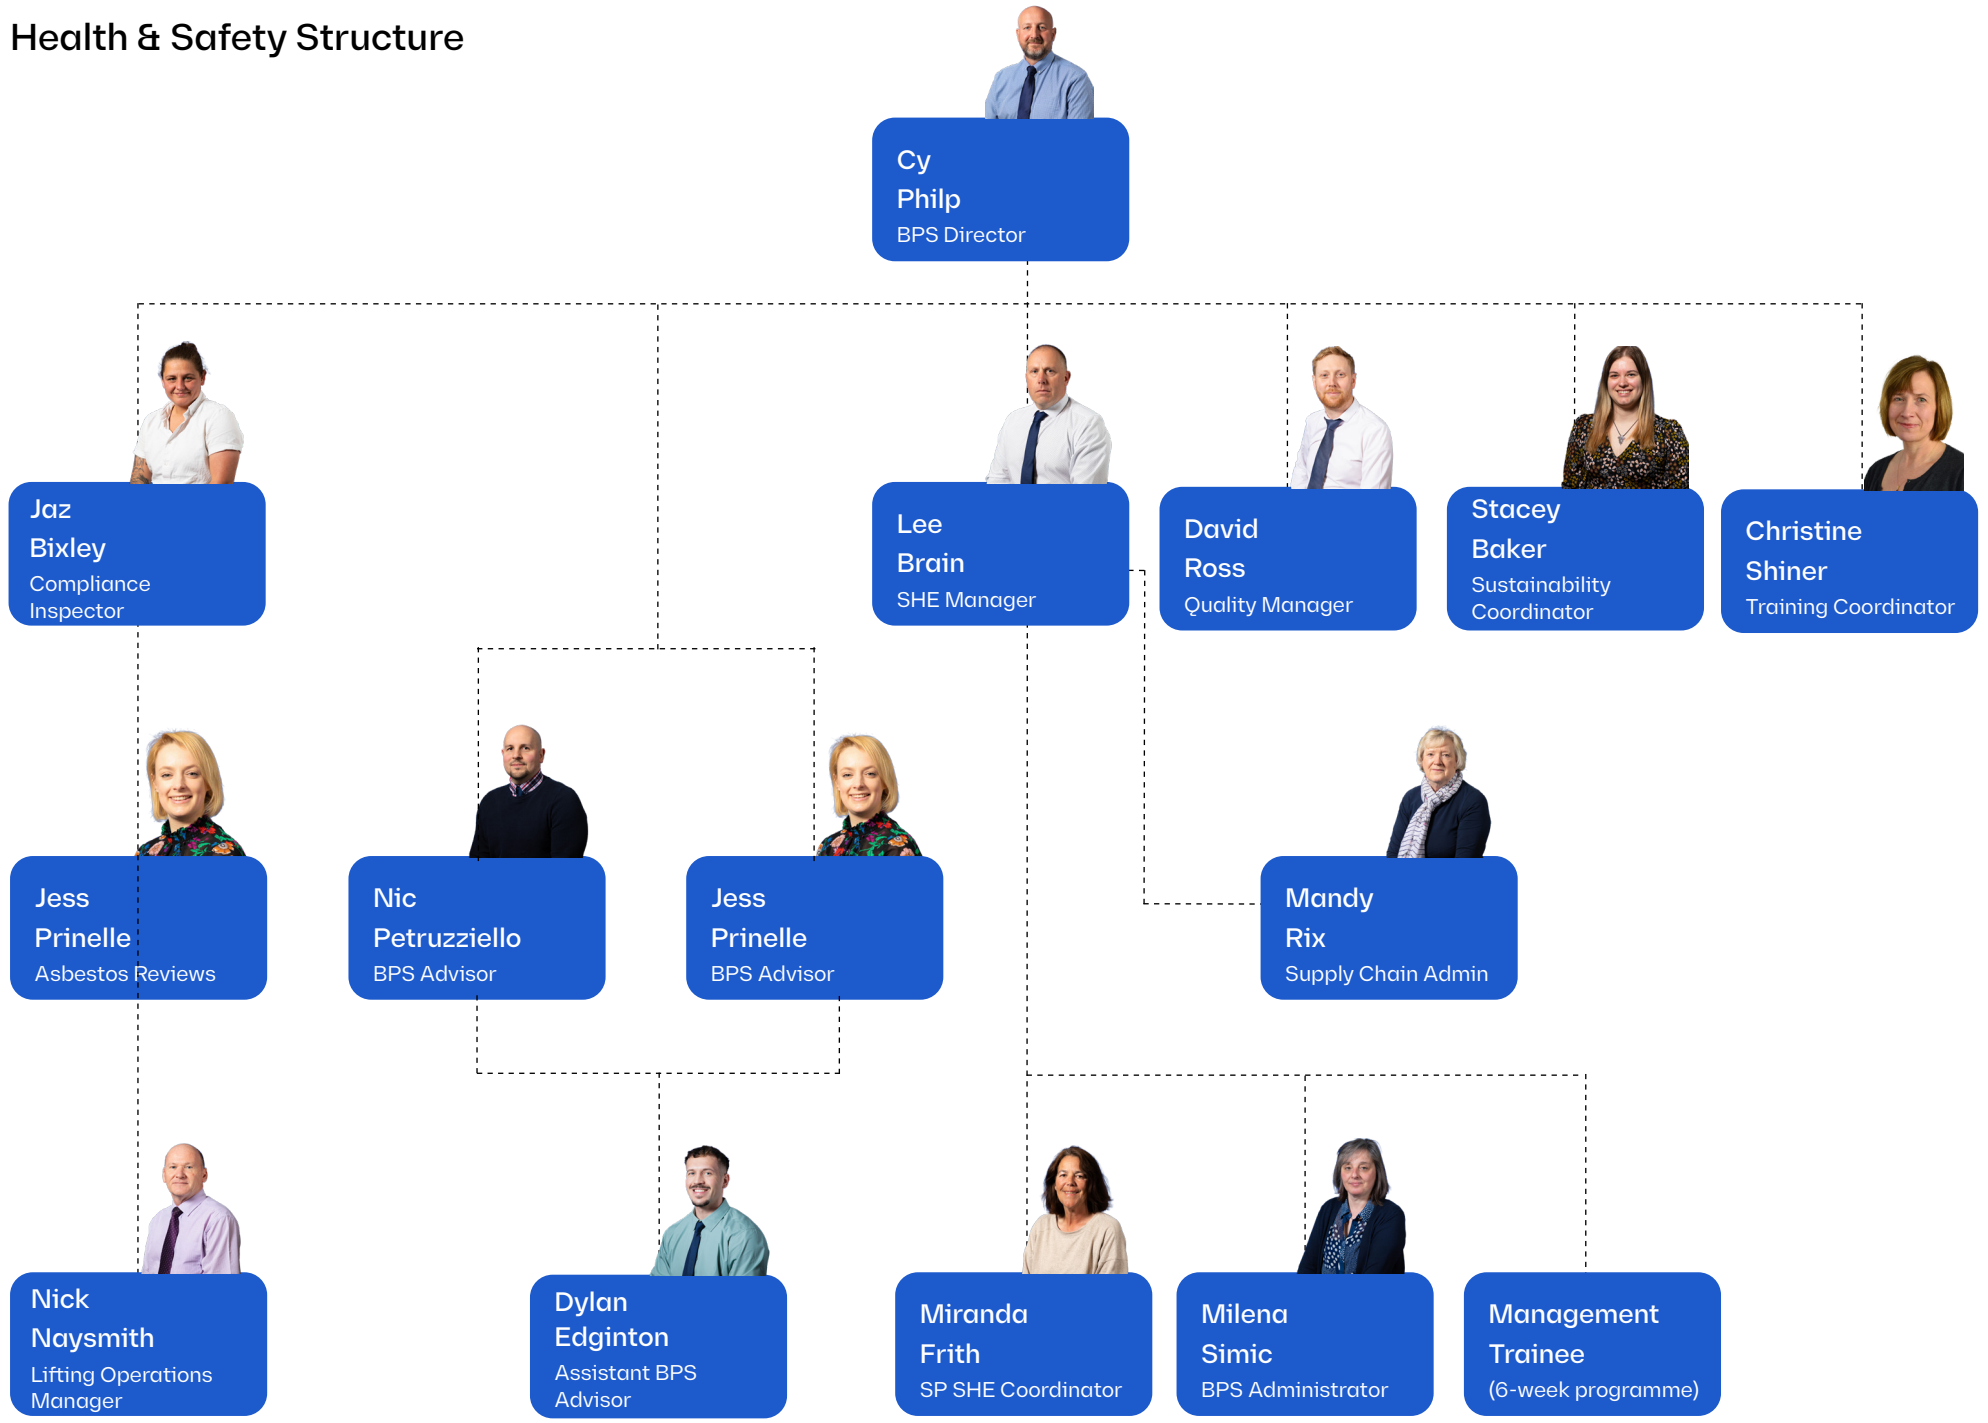 Health & Safety Structure
Cy
Philp
BPS Director
Jaz
Bixley
Compliance
Inspector
Lee
Brain
SHE Manager
David
Ross
Quality Manager
Stacey
Baker
Sustainability
Coordinator
Christine
Shiner
Training Coordinator
Jess
Prinelle
Asbestos Reviews
Nic
Petruzziello
BPS Advisor
Jess
Prinelle
BPS Advisor
Mandy
Rix
Supply Chain Admin
Nick
Naysmith
Lifting Operations
Manager
Dylan
Edginton
Assistant BPS
Advisor
Miranda
Frith
SP SHE Coordinator
Milena
Simic
BPS Administrator
Management
Trainee
(6-week programme)